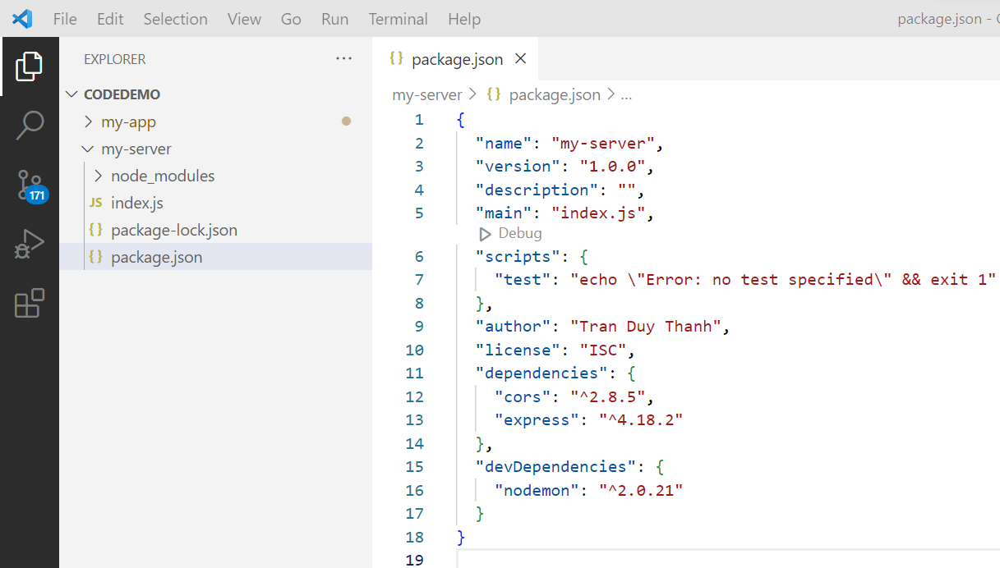 File Edit Selection View Go Run Terminal Help package.json -
EXPLORER ...
CODEDEMO
my-app
my-server
node_modules
JS index.js
{} package-lock.json
{} package.json
171
{} package.json
my-server > {} package.json > ...
1 {
2 "name": "my-server",
3 "version": "1.0.0",
4 "description": "",
5 "main": "index.js",
Debug
6 "scripts": {
7 "test": "echo \"Error: no test specified\" && exit 1"
8 },
9 "author": "Tran Duy Thanh",
10 "license": "ISC",
11 "dependencies": {
12 "cors": "^2.8.5",
13 "express": "^4.18.2"
14 },
15 "devDependencies": {
16 "nodemon": "^2.0.21"
17 }
18 }
19